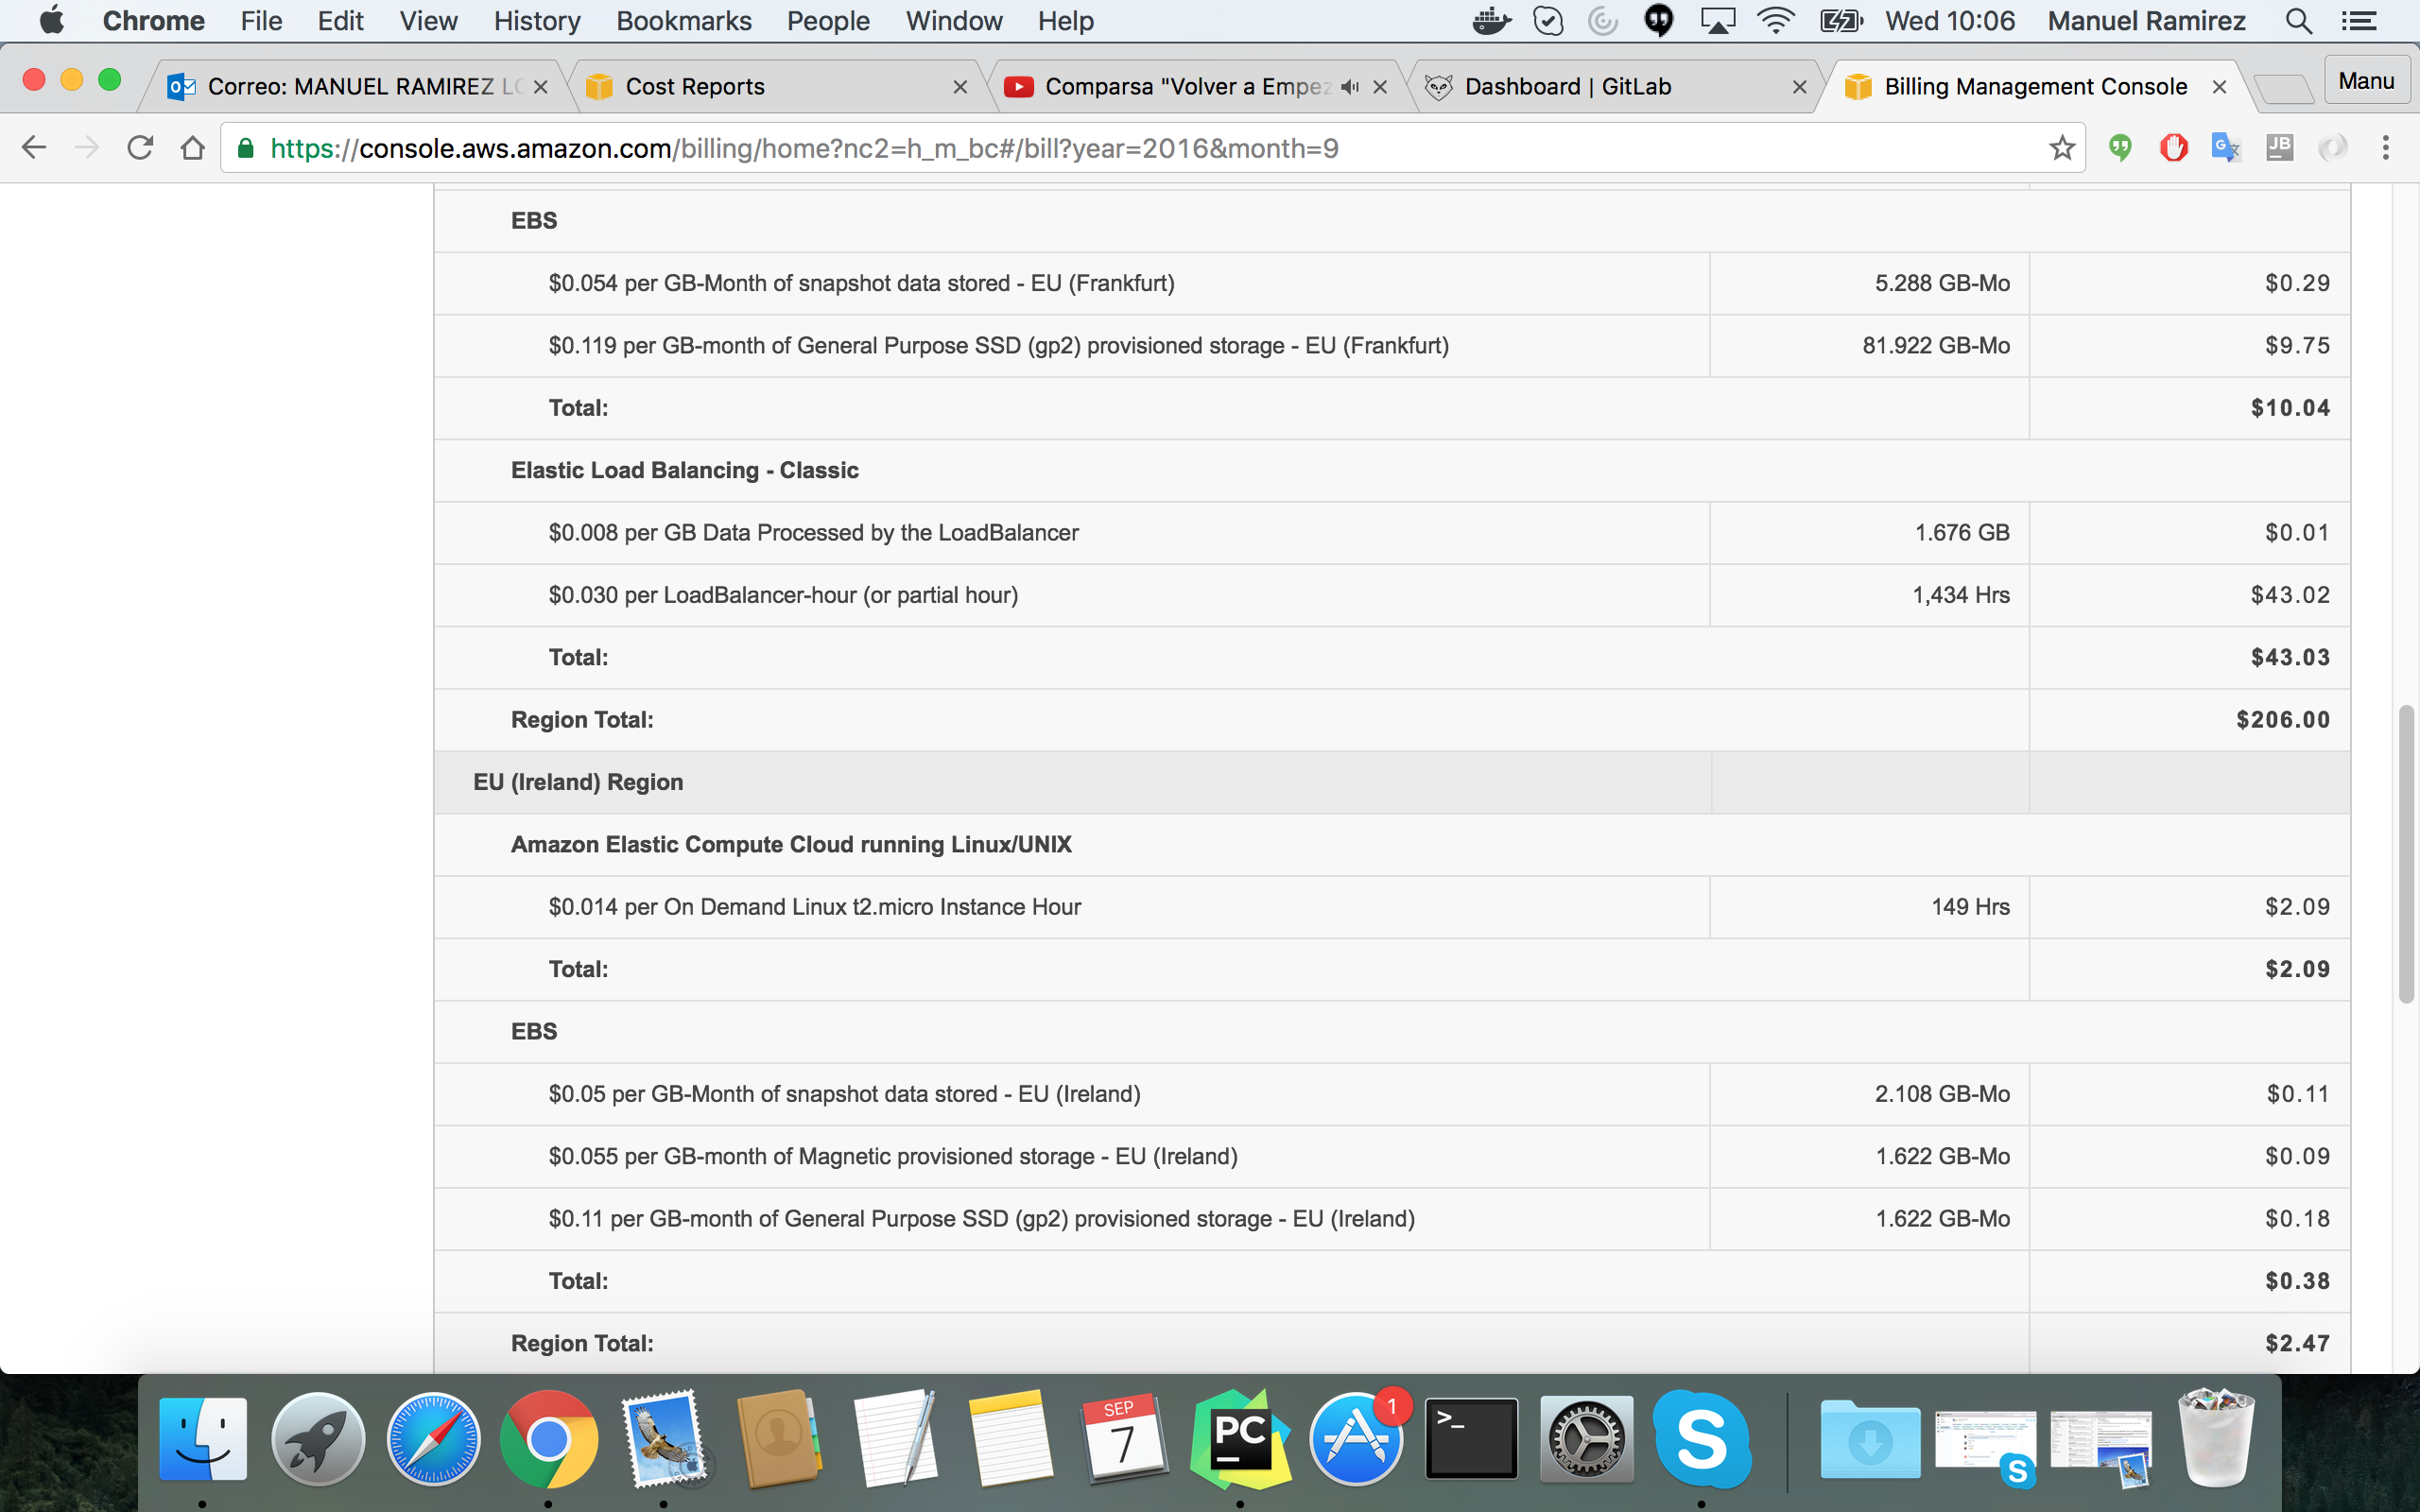 Chrome File Edit View History Bookmarks People Window Help Wed 10:06 Manuel Ramirez
Correo: MANUEL RAMIREZ LO Cost Reports Comparsa "Volver a Empez Dashboard | GitLab Billing Management Console Manu
https://console.aws.amazon.com/billing/home?nc2=h_m_bc#/bill?year=2016&month=9
EBS
$0.054 per GB-Month of snapshot data stored - EU (Frankfurt) 5.288 GB-Mo $0.29
$0.119 per GB-month of General Purpose SSD (gp2) provisioned storage - EU (Frankfurt) 81.922 GB-Mo $9.75
Total: $10.04
Elastic Load Balancing - Classic
$0.008 per GB Data Processed by the LoadBalancer 1.676 GB $0.01
$0.030 per LoadBalancer-hour (or partial hour) 1,434 Hrs $43.02
Total: $43.03
Region Total: $206.00
EU (Ireland) Region
Amazon Elastic Compute Cloud running Linux/UNIX
$0.014 per On Demand Linux t2.micro Instance Hour 149 Hrs $2.09
Total: $2.09
EBS
$0.05 per GB-Month of snapshot data stored - EU (Ireland) 2.108 GB-Mo $0.11
$0.055 per GB-month of Magnetic provisioned storage - EU (Ireland) 1.622 GB-Mo $0.09
$0.11 per GB-month of General Purpose SSD (gp2) provisioned storage - EU (Ireland) 1.622 GB-Mo $0.18
Total: $0.38
Region Total: $2.47
SEP
7
PC
1
>_
S
S